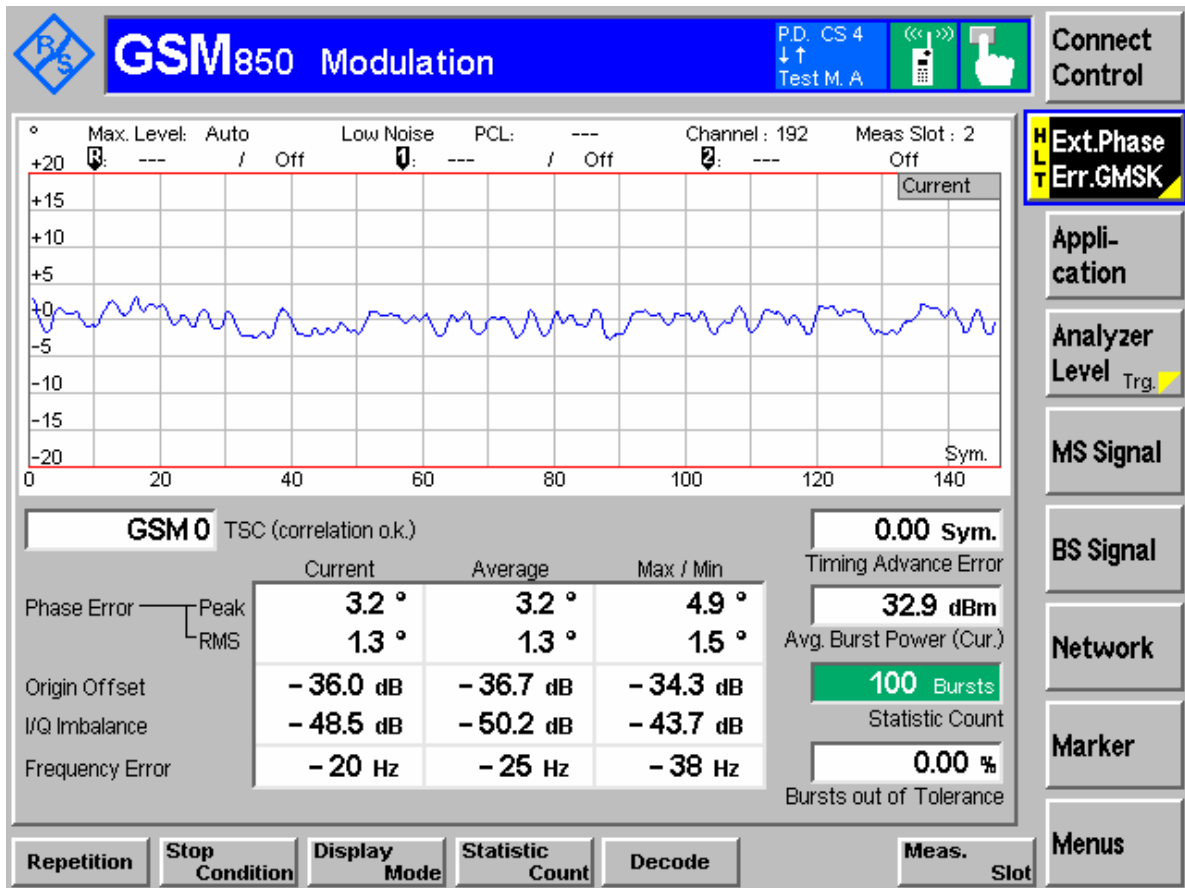 R&S
GSM850 Modulation
P.D. CS 4
Test M. A
Connect
Control
° Max. Level: Auto Low Noise PCL: --- Channel : 192 Meas Slot : 2
R: --- / Off 1: --- / Off 2: --- Off
Current
+20
+15
+10
+5
+0
-5
-10
-15
-20
Sym.
0 20 40 60 80 100 120 140
GSM 0 TSC (correlation o.k.)
Current Average Max / Min
Phase Error Peak 3.2 ° 3.2 ° 4.9 °
RMS 1.3 ° 1.3 ° 1.5 °
Origin Offset – 36.0 dB – 36.7 dB – 34.3 dB
I/Q Imbalance – 48.5 dB – 50.2 dB – 43.7 dB
Frequency Error – 20 Hz – 25 Hz – 38 Hz
0.00 Sym.
Timing Advance Error
32.9 dBm
Avg. Burst Power (Cur.)
100 Bursts
Statistic Count
0.00 %
Bursts out of Tolerance
HLT
Ext.Phase
Err.GMSK
Appli-
cation
Analyzer
Level Trg.
MS Signal
BS Signal
Network
Marker
Menus
Repetition
Stop
Condition
Display
Mode
Statistic
Count
Decode
Meas.
Slot